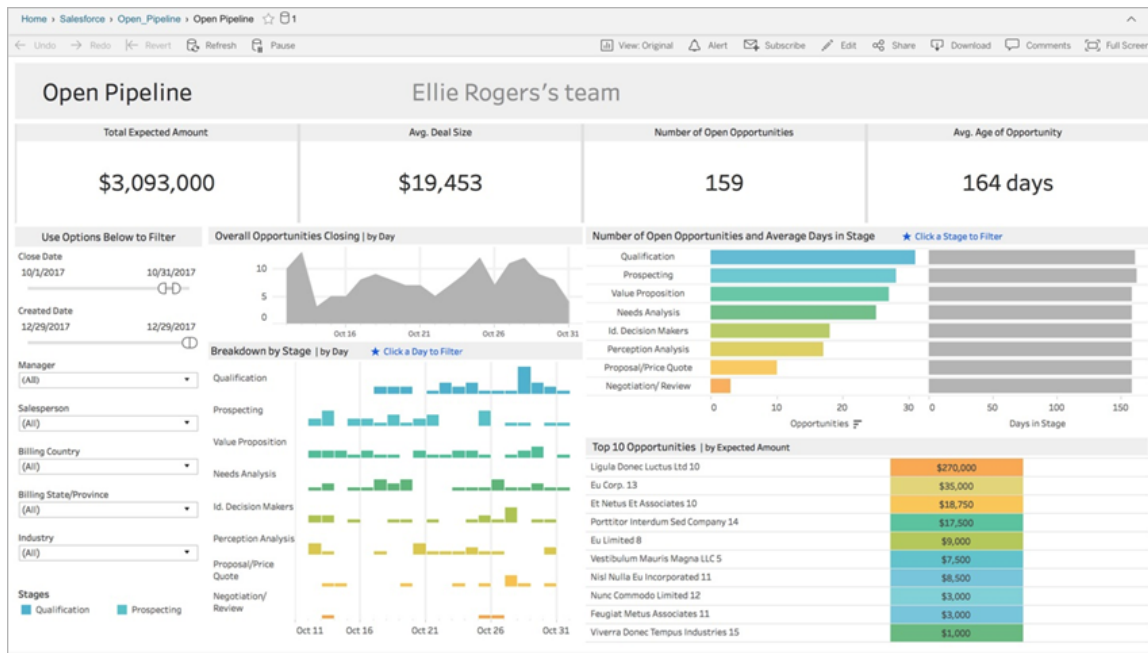 Home › Salesforce › Open_Pipeline › Open Pipeline 1
Undo Redo Revert Refresh Pause View: Original Alert Subscribe Edit Share Download Comments Full Screen
Open Pipeline Ellie Rogers's team
Total Expected Amount
$3,093,000
Avg. Deal Size
$19,453
Number of Open Opportunities
159
Avg. Age of Opportunity
164 days
Use Options Below to Filter
Close Date
10/1/2017 10/31/2017
Created Date
12/29/2017 12/29/2017
Manager
(All)
Salesperson
(All)
Billing Country
(All)
Billing State/Province
(All)
Industry
(All)
Stages
Qualification Prospecting
Overall Opportunities Closing | by Day
10
5
0
Oct 16 Oct 21 Oct 26 Oct 31
Breakdown by Stage | by Day ★ Click a Day to Filter
Qualification
Prospecting
Value Proposition
Needs Analysis
Id. Decision Makers
Perception Analysis
Proposal/Price
Quote
Negotiation/
Review
Oct 11 Oct 16 Oct 21 Oct 26 Oct 31
Number of Open Opportunities and Average Days in Stage ★ Click a Stage to Filter
Qualification
Prospecting
Value Proposition
Needs Analysis
Id. Decision Makers
Perception Analysis
Proposal/Price Quote
Negotiation/ Review
0 10 20 30 0 50 100 150
Opportunities Days in Stage
Top 10 Opportunities | by Expected Amount
Ligula Donec Luctus Ltd 10 $270,000
Eu Corp. 13 $35,000
Et Netus Et Associates 10 $18,750
Porttitor Interdum Sed Company 14 $17,500
Eu Limited 8 $9,000
Vestibulum Mauris Magna LLC 5 $7,500
Nisl Nulla Eu Incorporated 11 $8,500
Nunc Commodo Limited 12 $3,000
Feugiat Metus Associates 11 $3,000
Viverra Donec Tempus Industries 15 $1,000